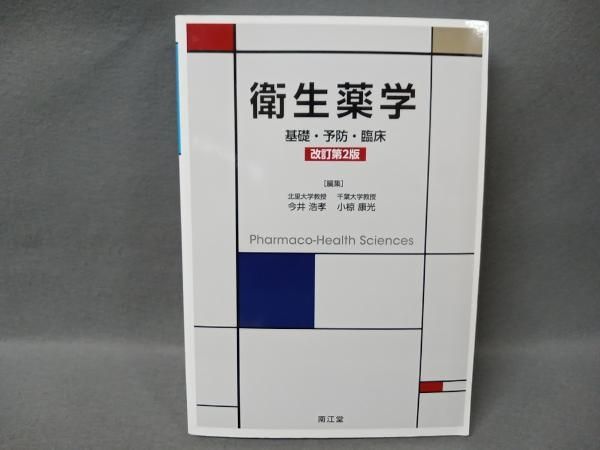 衛生薬学
基礎・予防・臨床
改訂第2版
[編集]
北里大学教授 千葉大学教授
今井 浩孝 小椋 康光
Pharmaco-Health Sciences
南江堂